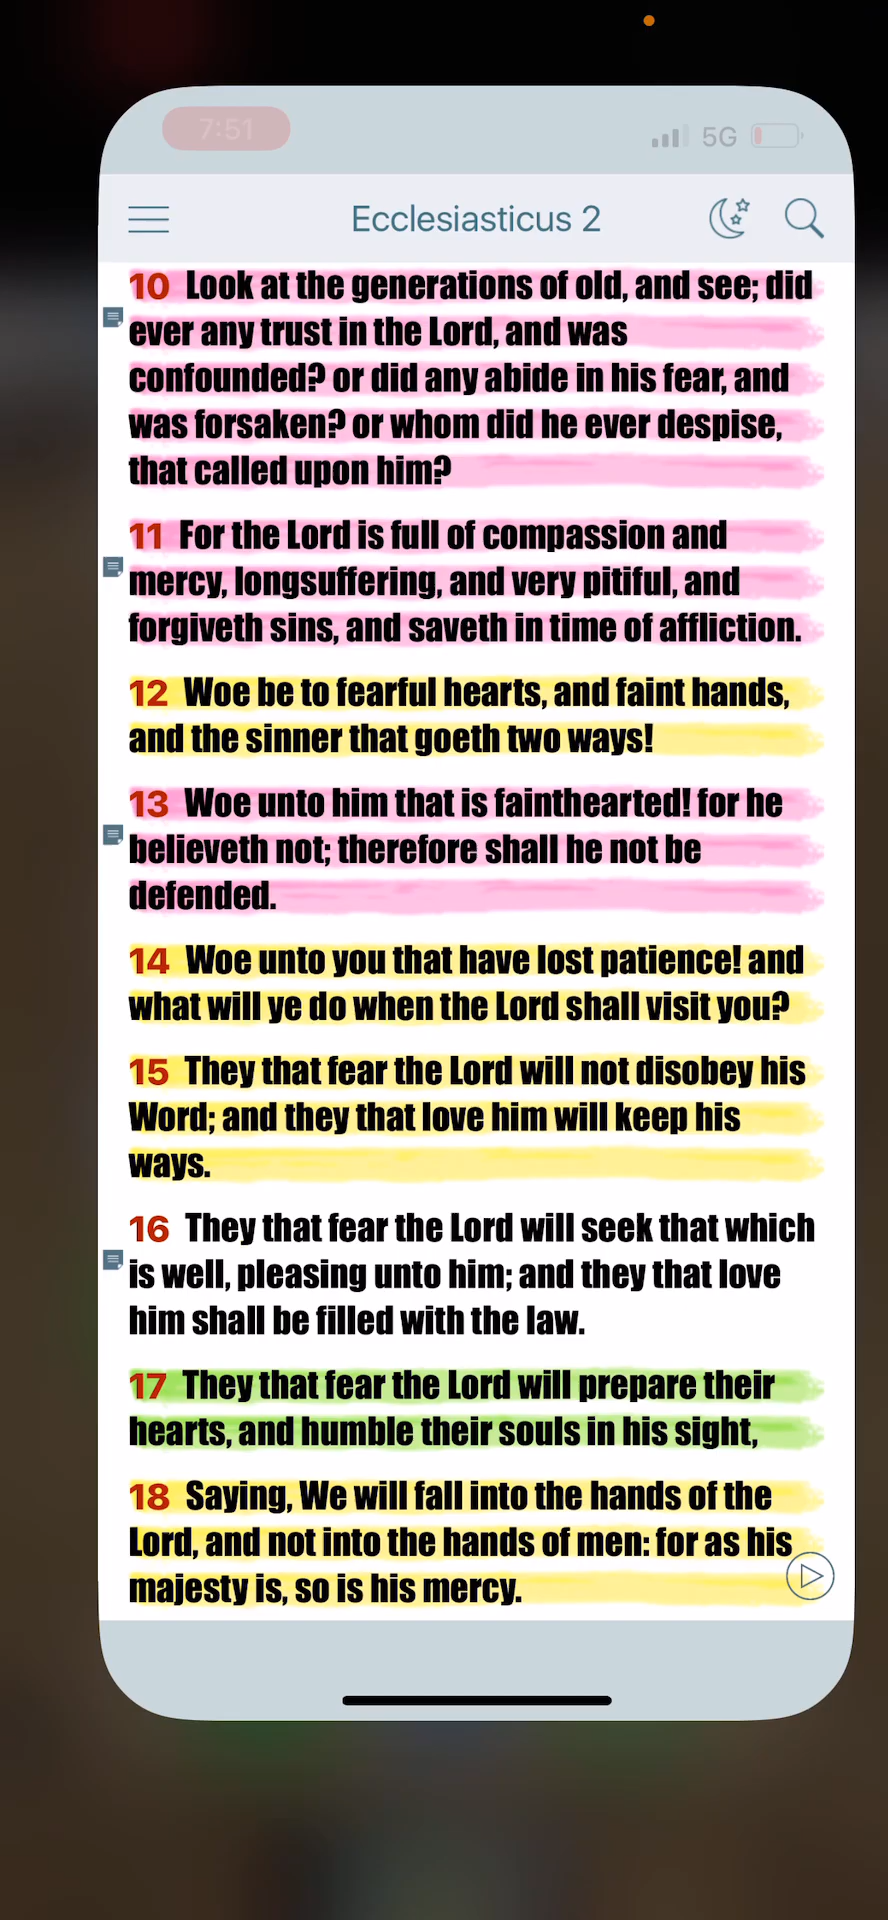 7:51
5G
Ecclesiasticus 2
10 Look at the generations of old, and see; did
ever any trust in the Lord, and was
confounded? or did any abide in his fear, and
was forsaken? or whom did he ever despise,
that called upon him?
11 For the Lord is full of compassion and
mercy, longsuffering, and very pitiful, and
forgiveth sins, and saveth in time of affliction.
12 Woe be to fearful hearts, and faint hands,
and the sinner that goeth two ways!
13 Woe unto him that is fainthearted! for he
believeth not; therefore shall he not be
defended.
14 Woe unto you that have lost patience! and
what will ye do when the Lord shall visit you?
15 They that fear the Lord will not disobey his
Word; and they that love him will keep his
ways.
16 They that fear the Lord will seek that which
is well, pleasing unto him; and they that love
him shall be filled with the law.
17 They that fear the Lord will prepare their
hearts, and humble their souls in his sight,
18 Saying, We will fall into the hands of the
Lord, and not into the hands of men: for as his
majesty is, so is his mercy.